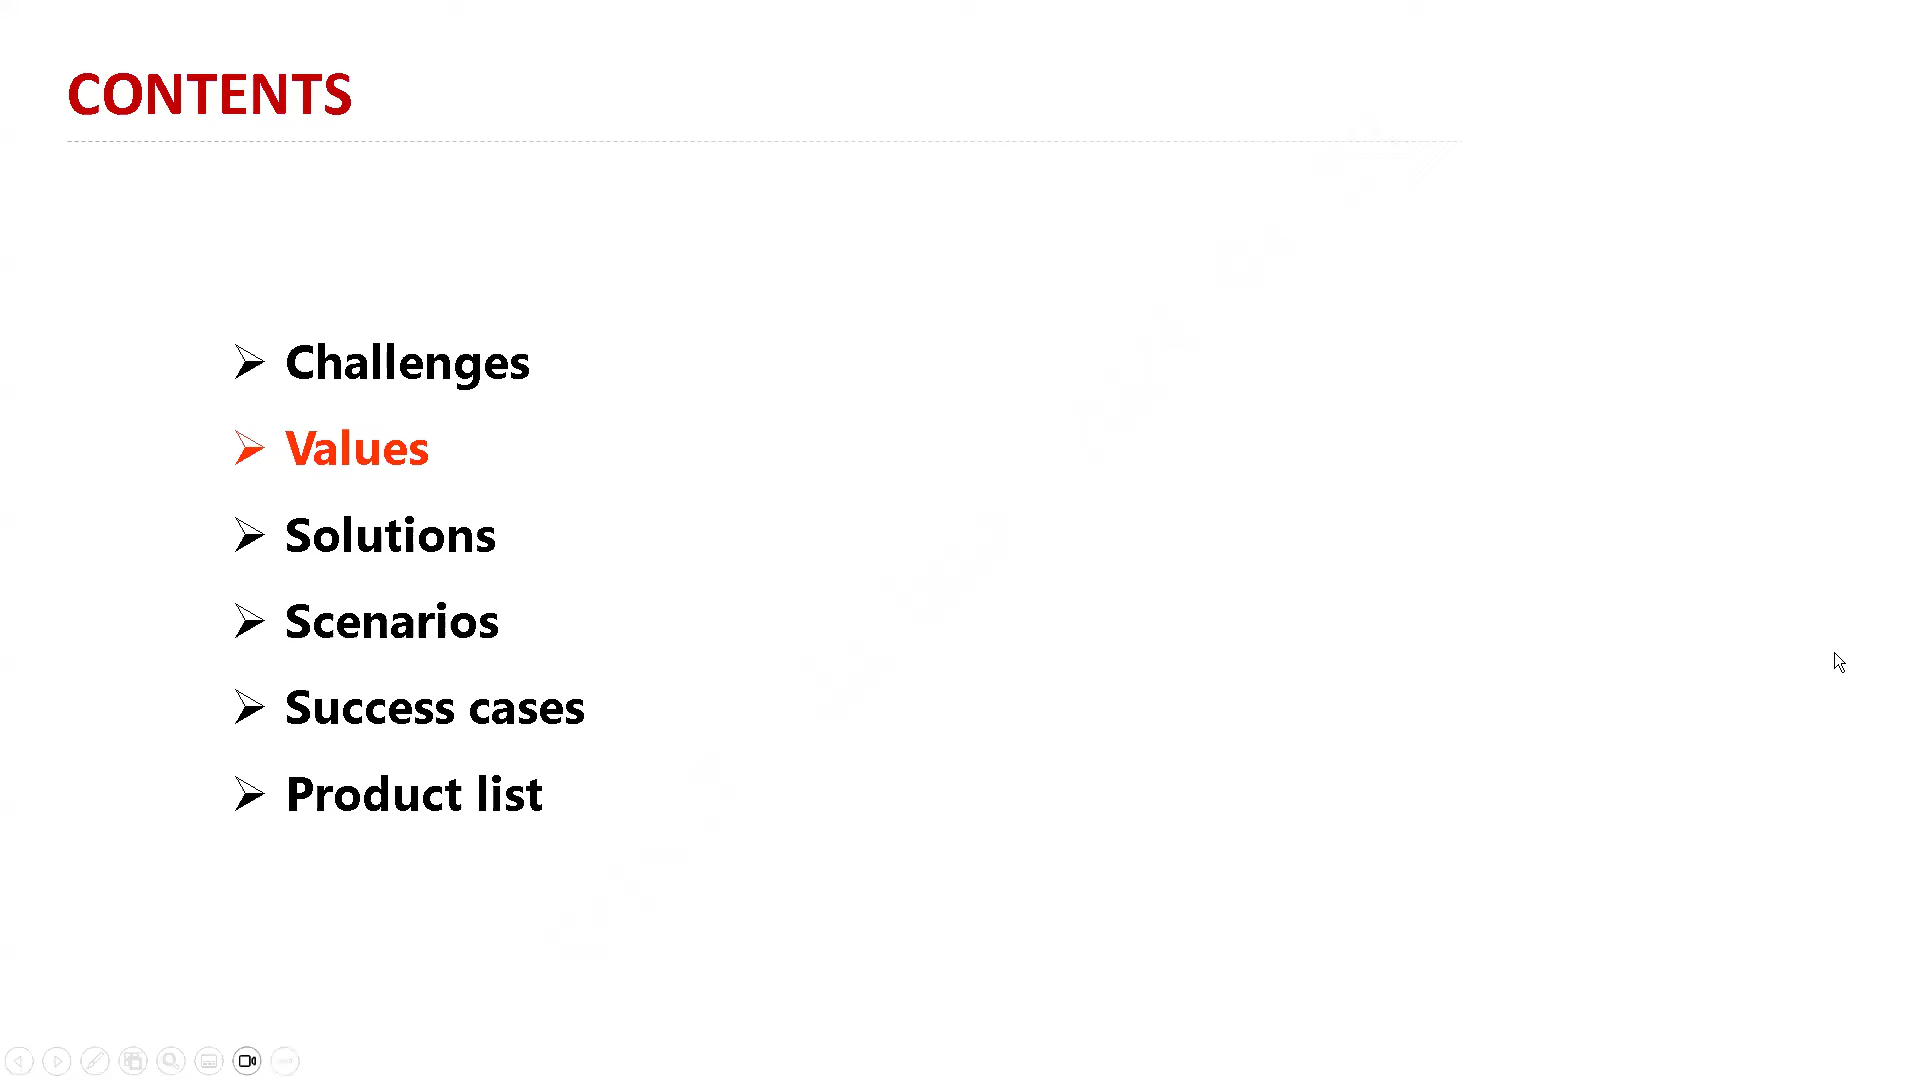 CONTENTS
Challenges
Values
Solutions
Scenarios
Success cases
Product list